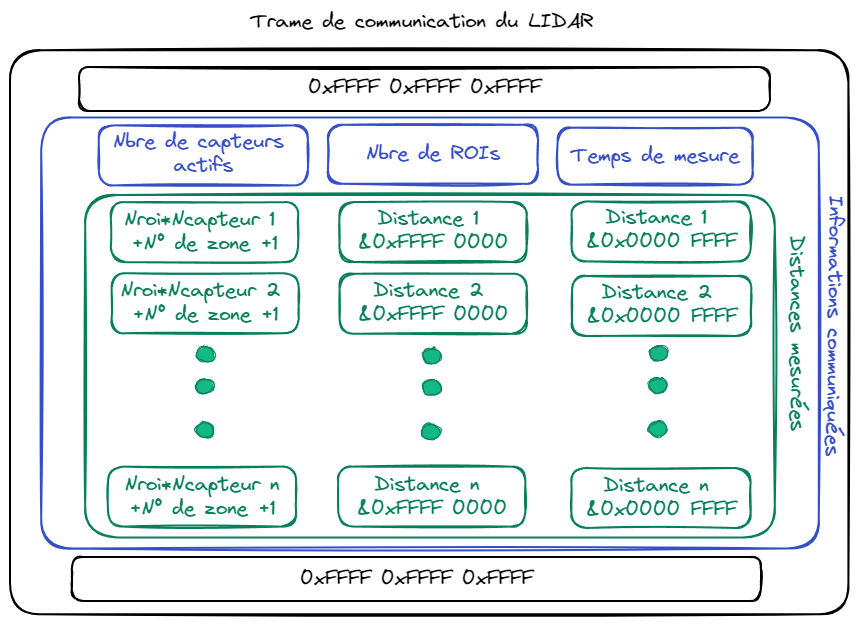 Trame de communication du LIDAR
0xFFFF 0xFFFF 0xFFFF
Nbre de capteurs
actifs
Nbre de ROIs
Temps de mesure
Nroi*Ncapteur 1
+N° de zone +1
Distance 1
&0xFFFF 0000
Distance 1
&0x0000 FFFF
Nroi*Ncapteur 2
+N° de zone +1
Distance 2
&0xFFFF 0000
Distance 2
&0x0000 FFFF
Nroi*Ncapteur n
+N° de zone +1
Distance n
&0xFFFF 0000
Distance n
&0x0000 FFFF
Distances mesurées
Informations communiquées
0xFFFF 0xFFFF 0xFFFF